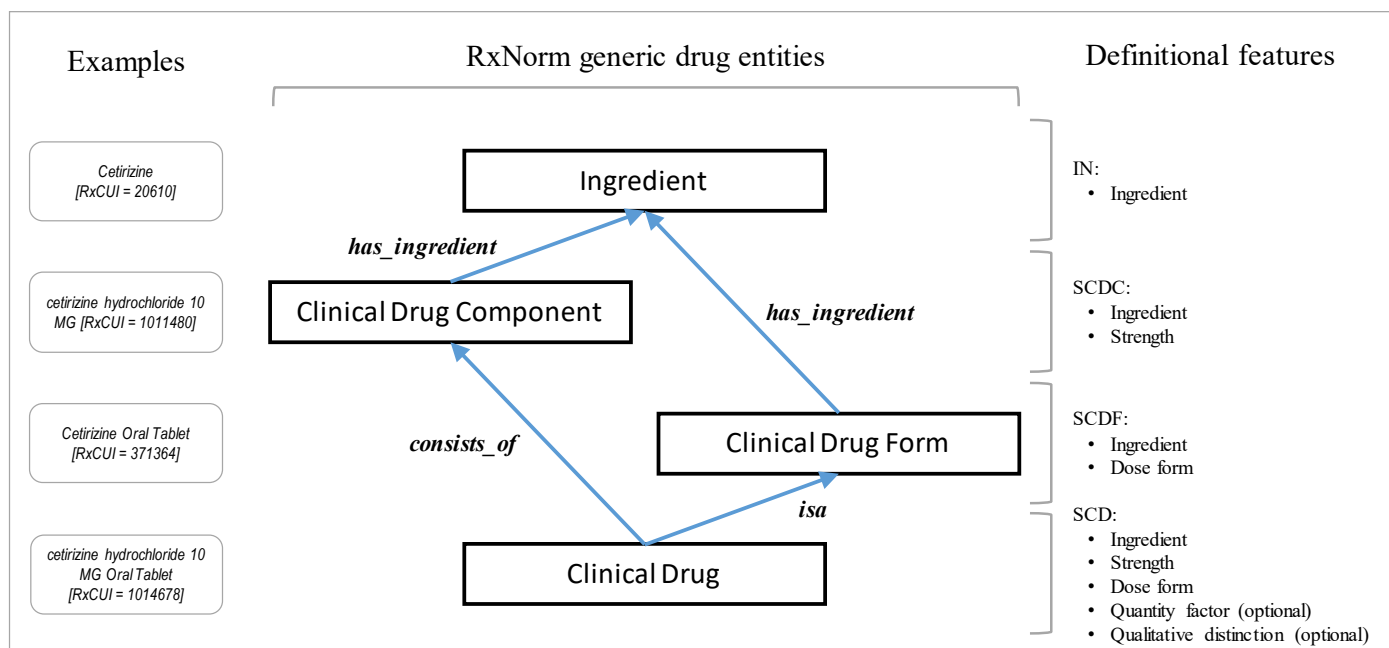 Examples
RxNorm generic drug entities
Definitional features
Cetirizine
[RxCUI = 20610]
Ingredient
IN:
• Ingredient
has_ingredient
cetirizine hydrochloride 10
MG [RxCUI = 1011480]
Clinical Drug Component
has_ingredient
SCDC:
• Ingredient
• Strength
Cetirizine Oral Tablet
[RxCUI = 371364]
consists_of
Clinical Drug Form
SCDF:
• Ingredient
• Dose form
isa
cetirizine hydrochloride 10
MG Oral Tablet
[RxCUI = 1014678]
Clinical Drug
SCD:
• Ingredient
• Strength
• Dose form
• Quantity factor (optional)
• Qualitative distinction (optional)